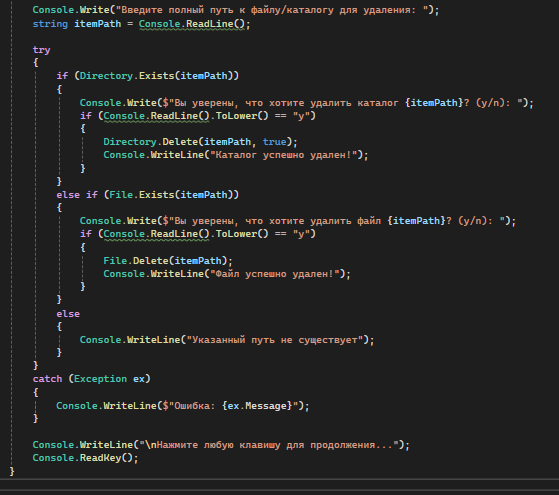 Console.Write("Введите полный путь к файлу/каталогу для удаления: ");
string itemPath = Console.ReadLine();
try
{
if (Directory.Exists(itemPath))
{
Console.Write($"Вы уверены, что хотите удалить каталог {itemPath}? (y/n): ");
if (Console.ReadLine().ToLower() == "y")
{
Directory.Delete(itemPath, true);
Console.WriteLine("Каталог успешно удален!");
}
}
else if (File.Exists(itemPath))
{
Console.Write($"Вы уверены, что хотите удалить файл {itemPath}? (y/n): ");
if (Console.ReadLine().ToLower() == "y")
{
File.Delete(itemPath);
Console.WriteLine("Файл успешно удален!");
}
}
else
{
Console.WriteLine("Указанный путь не существует");
}
}
catch (Exception ex)
{
Console.WriteLine($"Ошибка: {ex.Message}");
}
Console.WriteLine("\nНажмите любую клавишу для продолжения...");
Console.ReadKey();
}